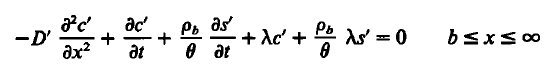 −D′ ∂²c′/∂x² + ∂c′/∂t + ρ_b/θ ∂s′/∂t + λc′ + ρ_b/θ λs′ = 0  b ≤ x ≤ ∞